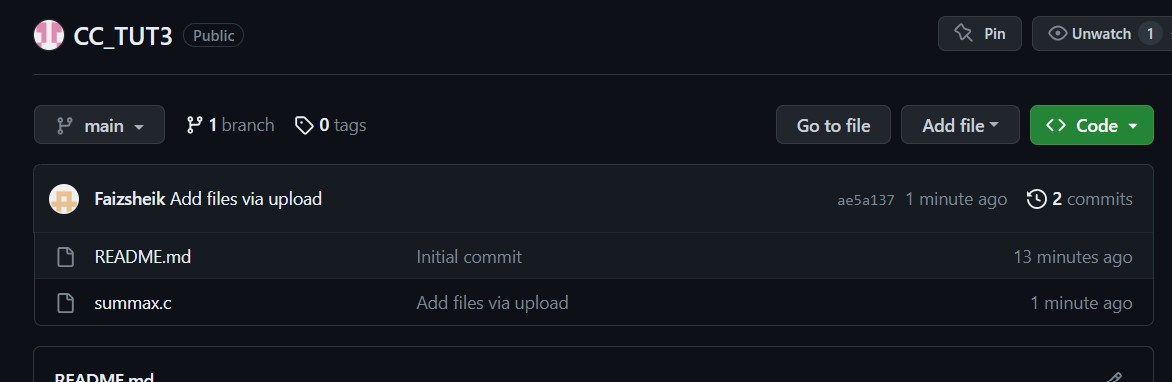 CC_TUT3 Public Pin Unwatch 1
main 1 branch 0 tags Go to file Add file Code
Faizsheik Add files via upload ae5a137 1 minute ago 2 commits
README.md Initial commit 13 minutes ago
summax.c Add files via upload 1 minute ago
README.md